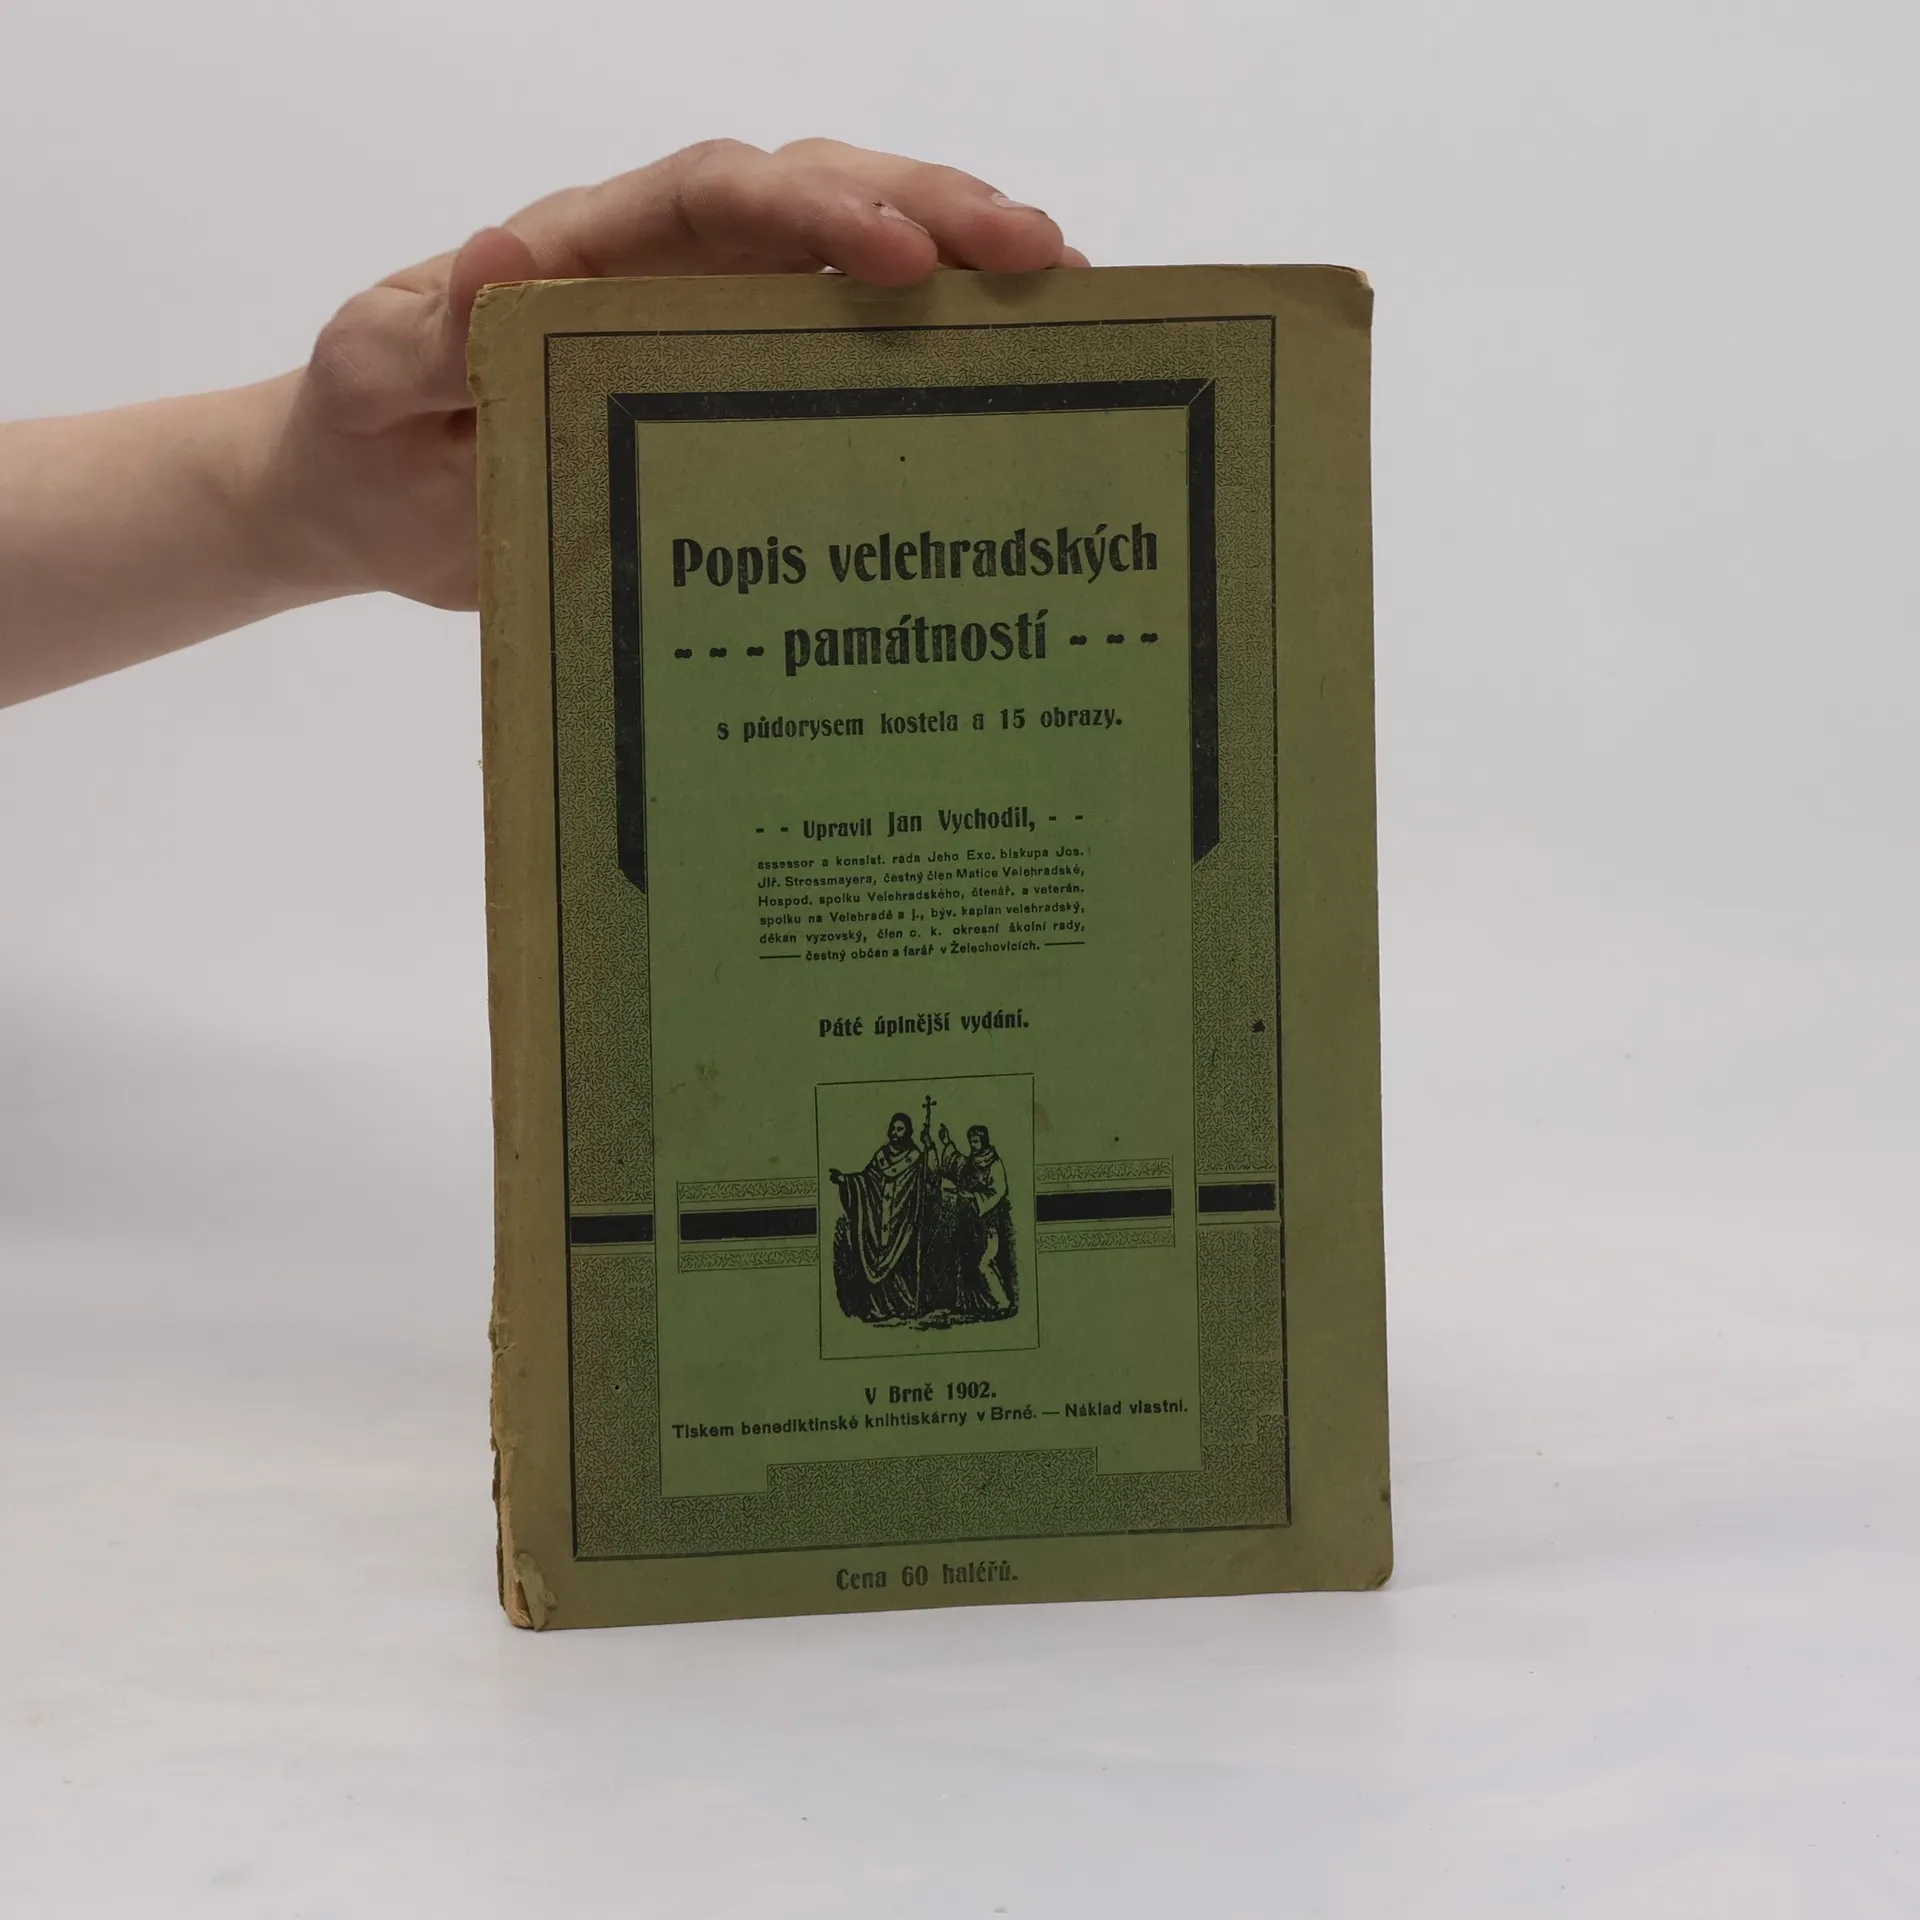 Popis velehradských
- - - památností - - -
s půdorysem kostela a 15 obrazy.
- - Upravil Jan Vychodil, - -
assessor a konsist. rada Jeho Exc. biskupa Jos.
Jiř. Strossmayera, čestný člen Matice Velehradské,
Hospod. spolku Velehradského, čtenář. a veterán.
spolku na Velehradě a j., býv. kaplan velehradský,
děkan vyzovský, člen c. k. okresní školní rady,
čestný občan a farář v Želechovicích.
Páté úplnější vydání.
V Brně 1902.
Tiskem benediktinské knihtiskárny v Brně. — Náklad vlastní.
Cena 60 haléřů.